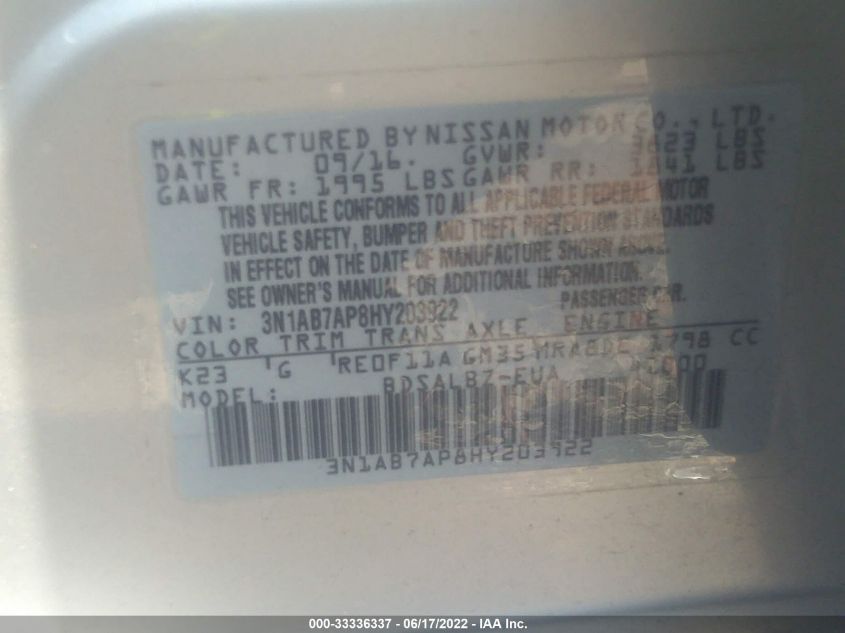 MANUFACTURED BY NISSAN MOTOR CO., LTD.
DATE: 09/16. GVWR: 3623 LBS
GAWR FR: 1995 LBS GAWR RR: 1641 LBS
THIS VEHICLE CONFORMS TO ALL APPLICABLE FEDERAL MOTOR
VEHICLE SAFETY, BUMPER AND THEFT PREVENTION STANDARDS
IN EFFECT ON THE DATE OF MANUFACTURE SHOWN ABOVE.
SEE OWNER'S MANUAL FOR ADDITIONAL INFORMATION.
PASSENGER CAR.
VIN: 3N1AB7AP8HY203922
COLOR TRIM TRANS AXLE ENGINE
K23 G RE0F11A GM35 MRA8DE 1798 CC
MODEL: BDSALBZ-EUA
3N1AB7AP8HY203922
000-33336337 - 06/17/2022 - IAA Inc.